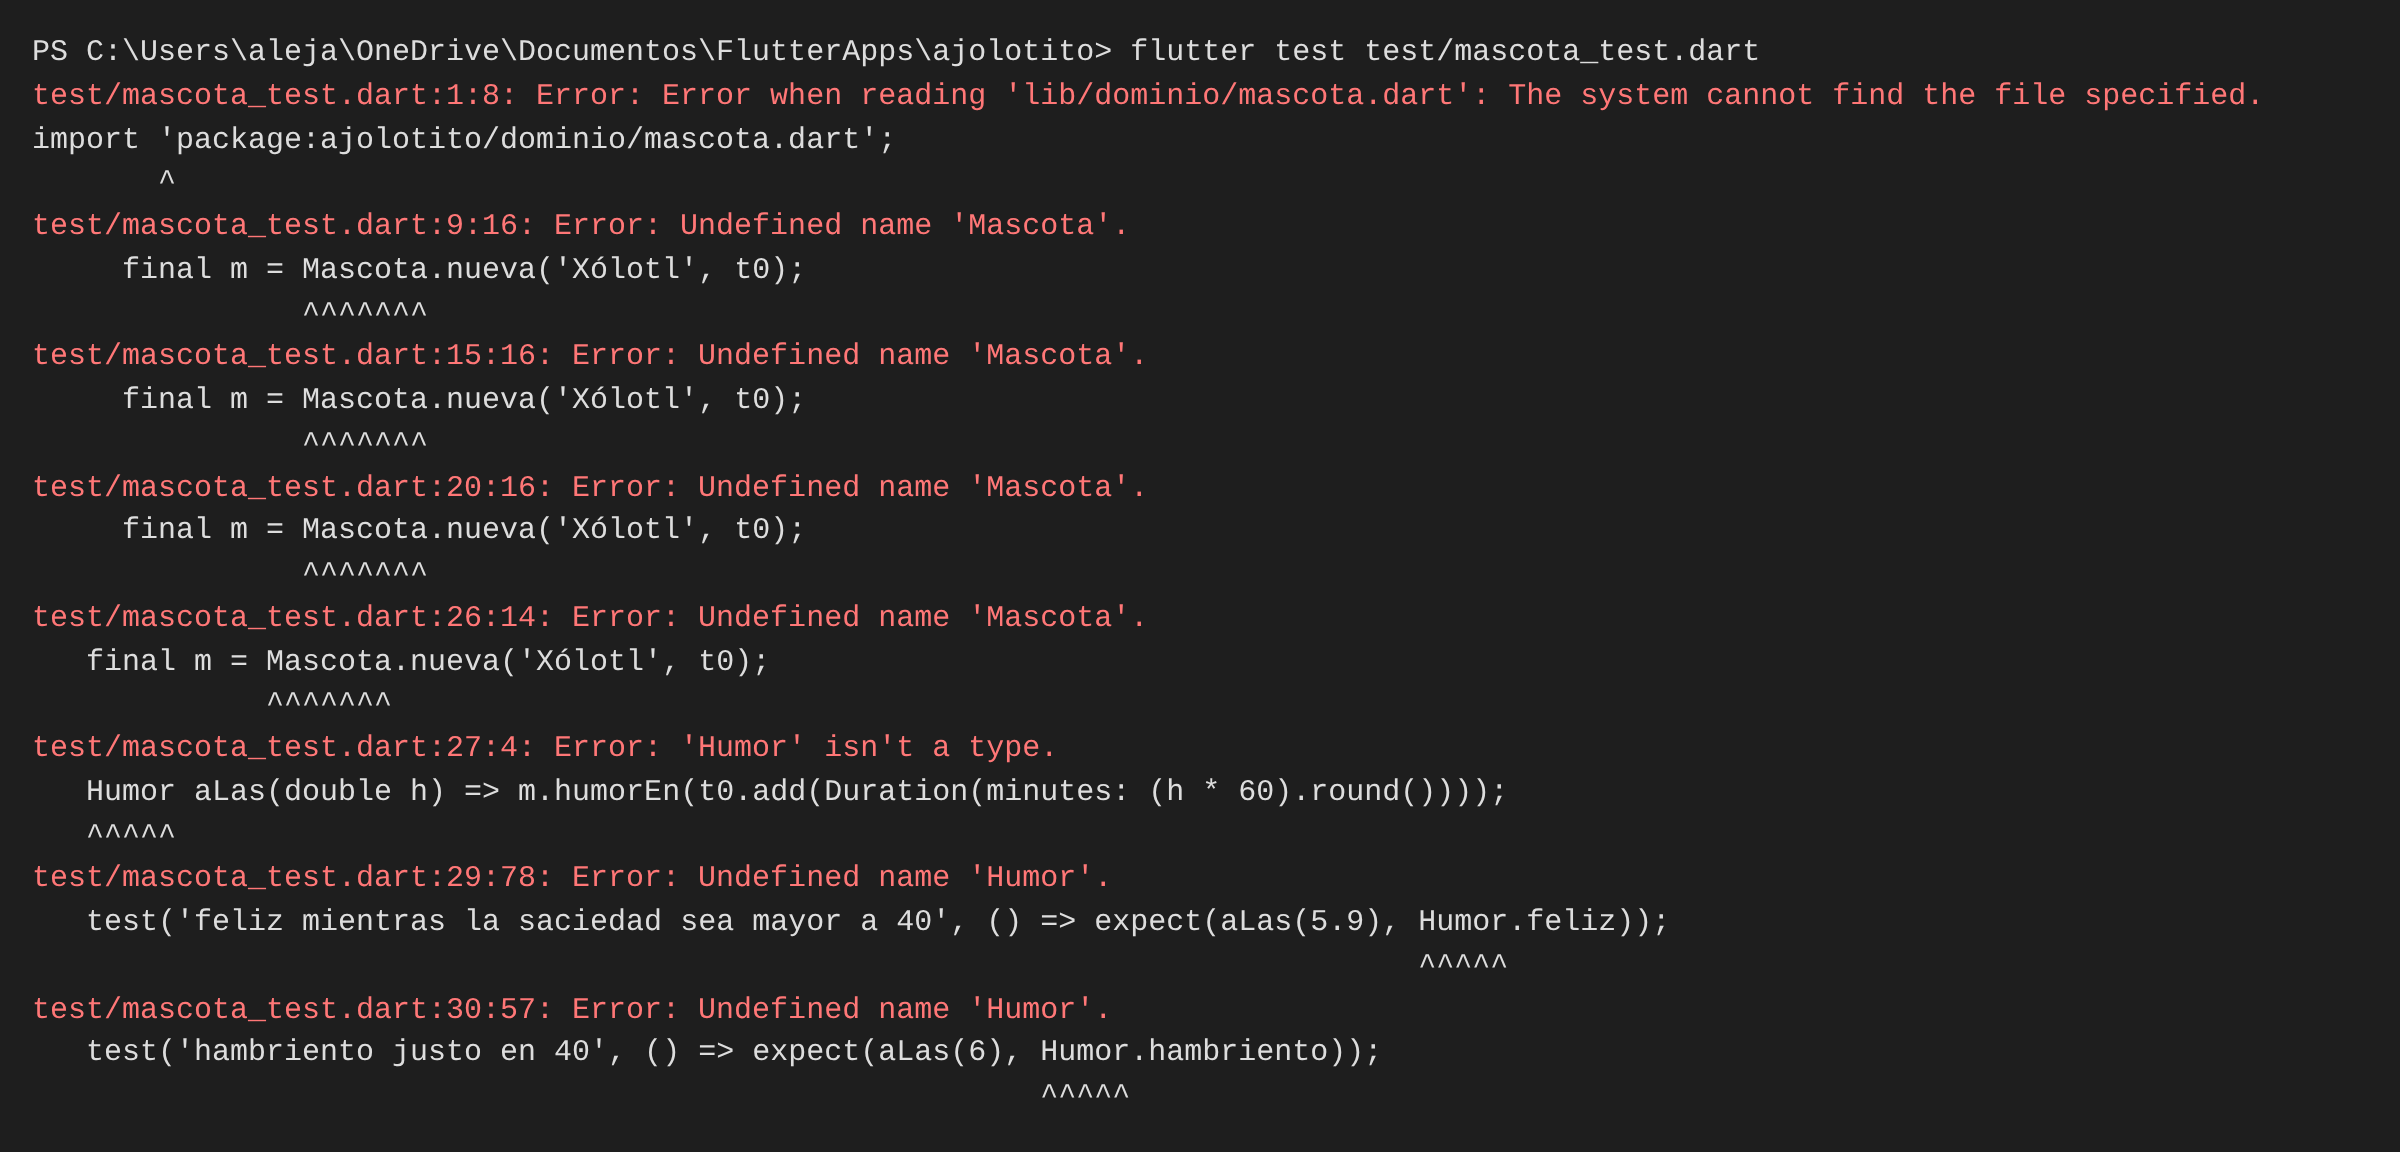 PS C:\Users\aleja\OneDrive\Documentos\FlutterApps\ajolotito> flutter test test/mascota_test.dart
test/mascota_test.dart:1:8: Error: Error when reading 'lib/dominio/mascota.dart': The system cannot find the file specified.
import 'package:ajolotito/dominio/mascota.dart';
       ^
test/mascota_test.dart:9:16: Error: Undefined name 'Mascota'.
     final m = Mascota.nueva('Xólotl', t0);
               ^^^^^^^
test/mascota_test.dart:15:16: Error: Undefined name 'Mascota'.
     final m = Mascota.nueva('Xólotl', t0);
               ^^^^^^^
test/mascota_test.dart:20:16: Error: Undefined name 'Mascota'.
     final m = Mascota.nueva('Xólotl', t0);
               ^^^^^^^
test/mascota_test.dart:26:14: Error: Undefined name 'Mascota'.
   final m = Mascota.nueva('Xólotl', t0);
             ^^^^^^^
test/mascota_test.dart:27:4: Error: 'Humor' isn't a type.
   Humor aLas(double h) => m.humorEn(t0.add(Duration(minutes: (h * 60).round())));
   ^^^^^
test/mascota_test.dart:29:78: Error: Undefined name 'Humor'.
   test('feliz mientras la saciedad sea mayor a 40', () => expect(aLas(5.9), Humor.feliz));
                                                                             ^^^^^
test/mascota_test.dart:30:57: Error: Undefined name 'Humor'.
   test('hambriento justo en 40', () => expect(aLas(6), Humor.hambriento));
                                                        ^^^^^